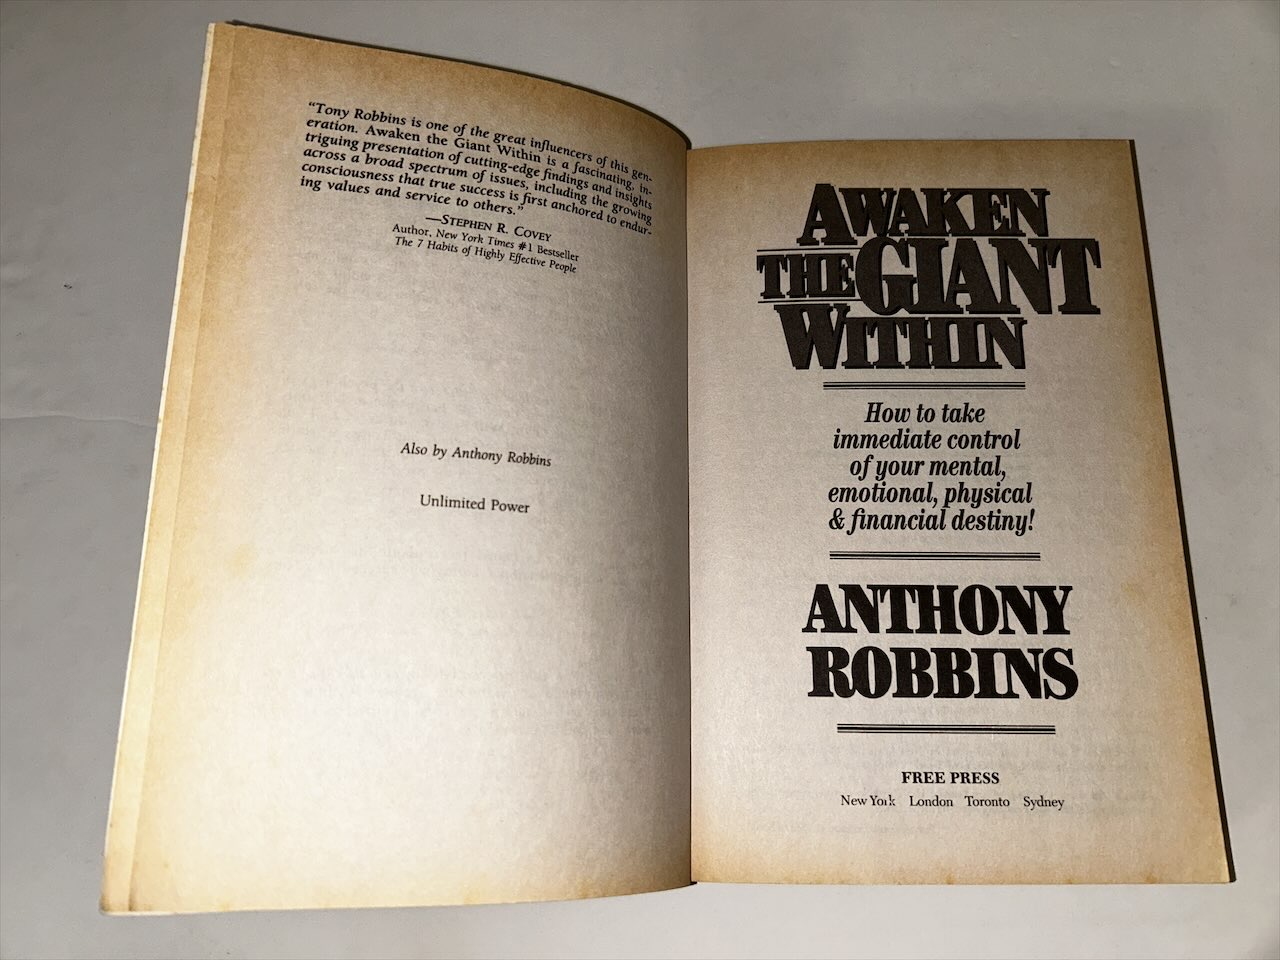 “Tony Robbins is one of the great influencers of this gen-
eration. Awaken the Giant Within is a fascinating, in-
triguing presentation of cutting-edge findings and insights
across a broad spectrum of issues, including the growing
consciousness that true success is first anchored to endur-
ing values and service to others.”
—STEPHEN R. COVEY
Author, New York Times #1 Bestseller
The 7 Habits of Highly Effective People
Also by Anthony Robbins
Unlimited Power
AWAKEN
THE GIANT
WITHIN
How to take
immediate control
of your mental,
emotional, physical
& financial destiny!
ANTHONY
ROBBINS
FREE PRESS
New York London Toronto Sydney